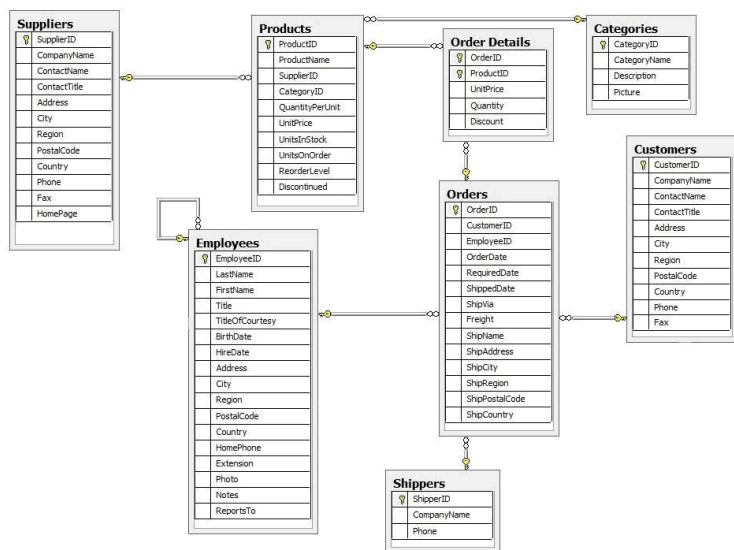 Suppliers
SupplierID
CompanyName
ContactName
ContactTitle
Address
City
Region
PostalCode
Country
Phone
Fax
HomePage
Products
ProductID
ProductName
SupplierID
CategoryID
QuantityPerUnit
UnitPrice
UnitsInStock
UnitsOnOrder
ReorderLevel
Discontinued
Order Details
OrderID
ProductID
UnitPrice
Quantity
Discount
Categories
CategoryID
CategoryName
Description
Picture
Employees
EmployeeID
LastName
FirstName
Title
TitleOfCourtesy
BirthDate
HireDate
Address
City
Region
PostalCode
Country
HomePhone
Extension
Photo
Notes
ReportsTo
Orders
OrderID
CustomerID
EmployeeID
OrderDate
RequiredDate
ShippedDate
ShipVia
Freight
ShipName
ShipAddress
ShipCity
ShipRegion
ShipPostalCode
ShipCountry
Customers
CustomerID
CompanyName
ContactName
ContactTitle
Address
City
Region
PostalCode
Country
Phone
Fax
Shippers
ShipperID
CompanyName
Phone